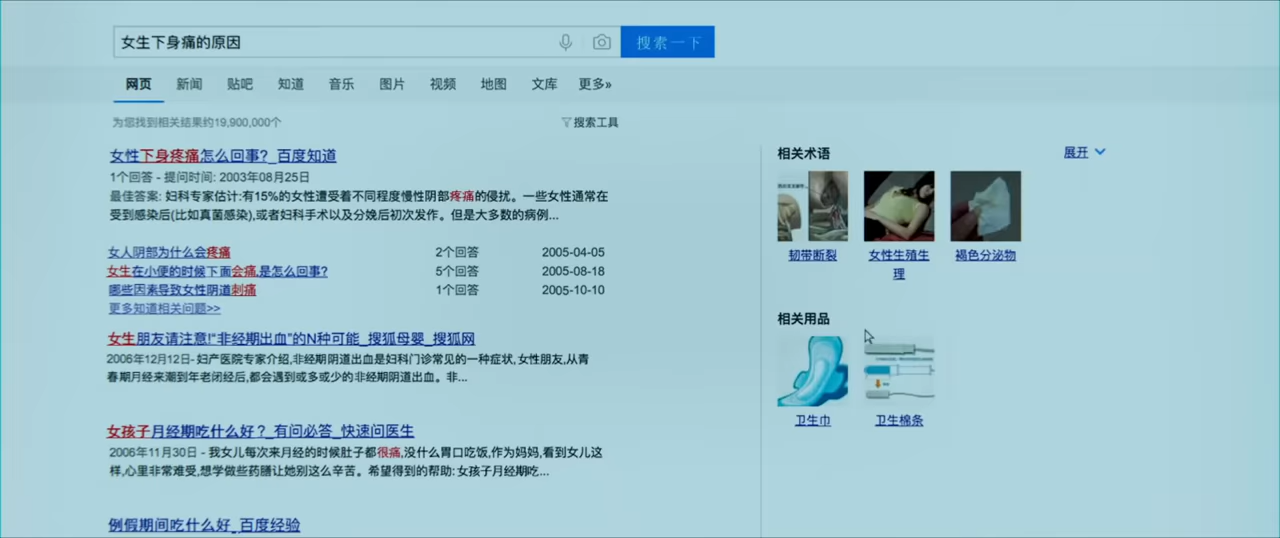 女生下身痛的原因
搜索一下
网页 新闻 贴吧 知道 音乐 图片 视频 地图 文库 更多»
为您找到相关结果约19,900,000个
搜索工具
女性下身疼痛怎么回事?_百度知道
1个回答 - 提问时间: 2003年08月25日
最佳答案: 妇科专家估计:有15%的女性遭受着不同程度慢性阴部疼痛的侵扰。一些女性通常在
受到感染后(比如真菌感染),或者妇科手术以及分娩后初次发作。但是大多数的病例...
女人阴部为什么会疼痛 2个回答 2005-04-05
女生在小便的时候下面会痛,是怎么回事? 5个回答 2005-08-18
哪些因素导致女性阴道刺痛 1个回答 2005-10-10
更多知道相关问题>>
女生朋友请注意!"非经期出血"的N种可能_搜狐母婴_搜狐网
2006年12月12日- 妇产医院专家介绍,非经期阴道出血是妇科门诊常见的一种症状,女性朋友,从青
春期月经来潮到年老闭经后,都会遇到或多或少的非经期阴道出血。非...
女孩子月经期吃什么好?_有问必答_快速问医生
2006年11月30日 - 我女儿每次来月经的时候肚子都很痛,没什么胃口吃饭,作为妈妈,看到女儿这
样,心里非常难受,想学做些药膳让她别这么辛苦。希望得到的帮助: 女孩子月经期吃...
例假期间吃什么好_百度经验
相关术语
展开
韧带断裂 女性生殖生理 褐色分泌物
相关用品
卫生巾 卫生棉条